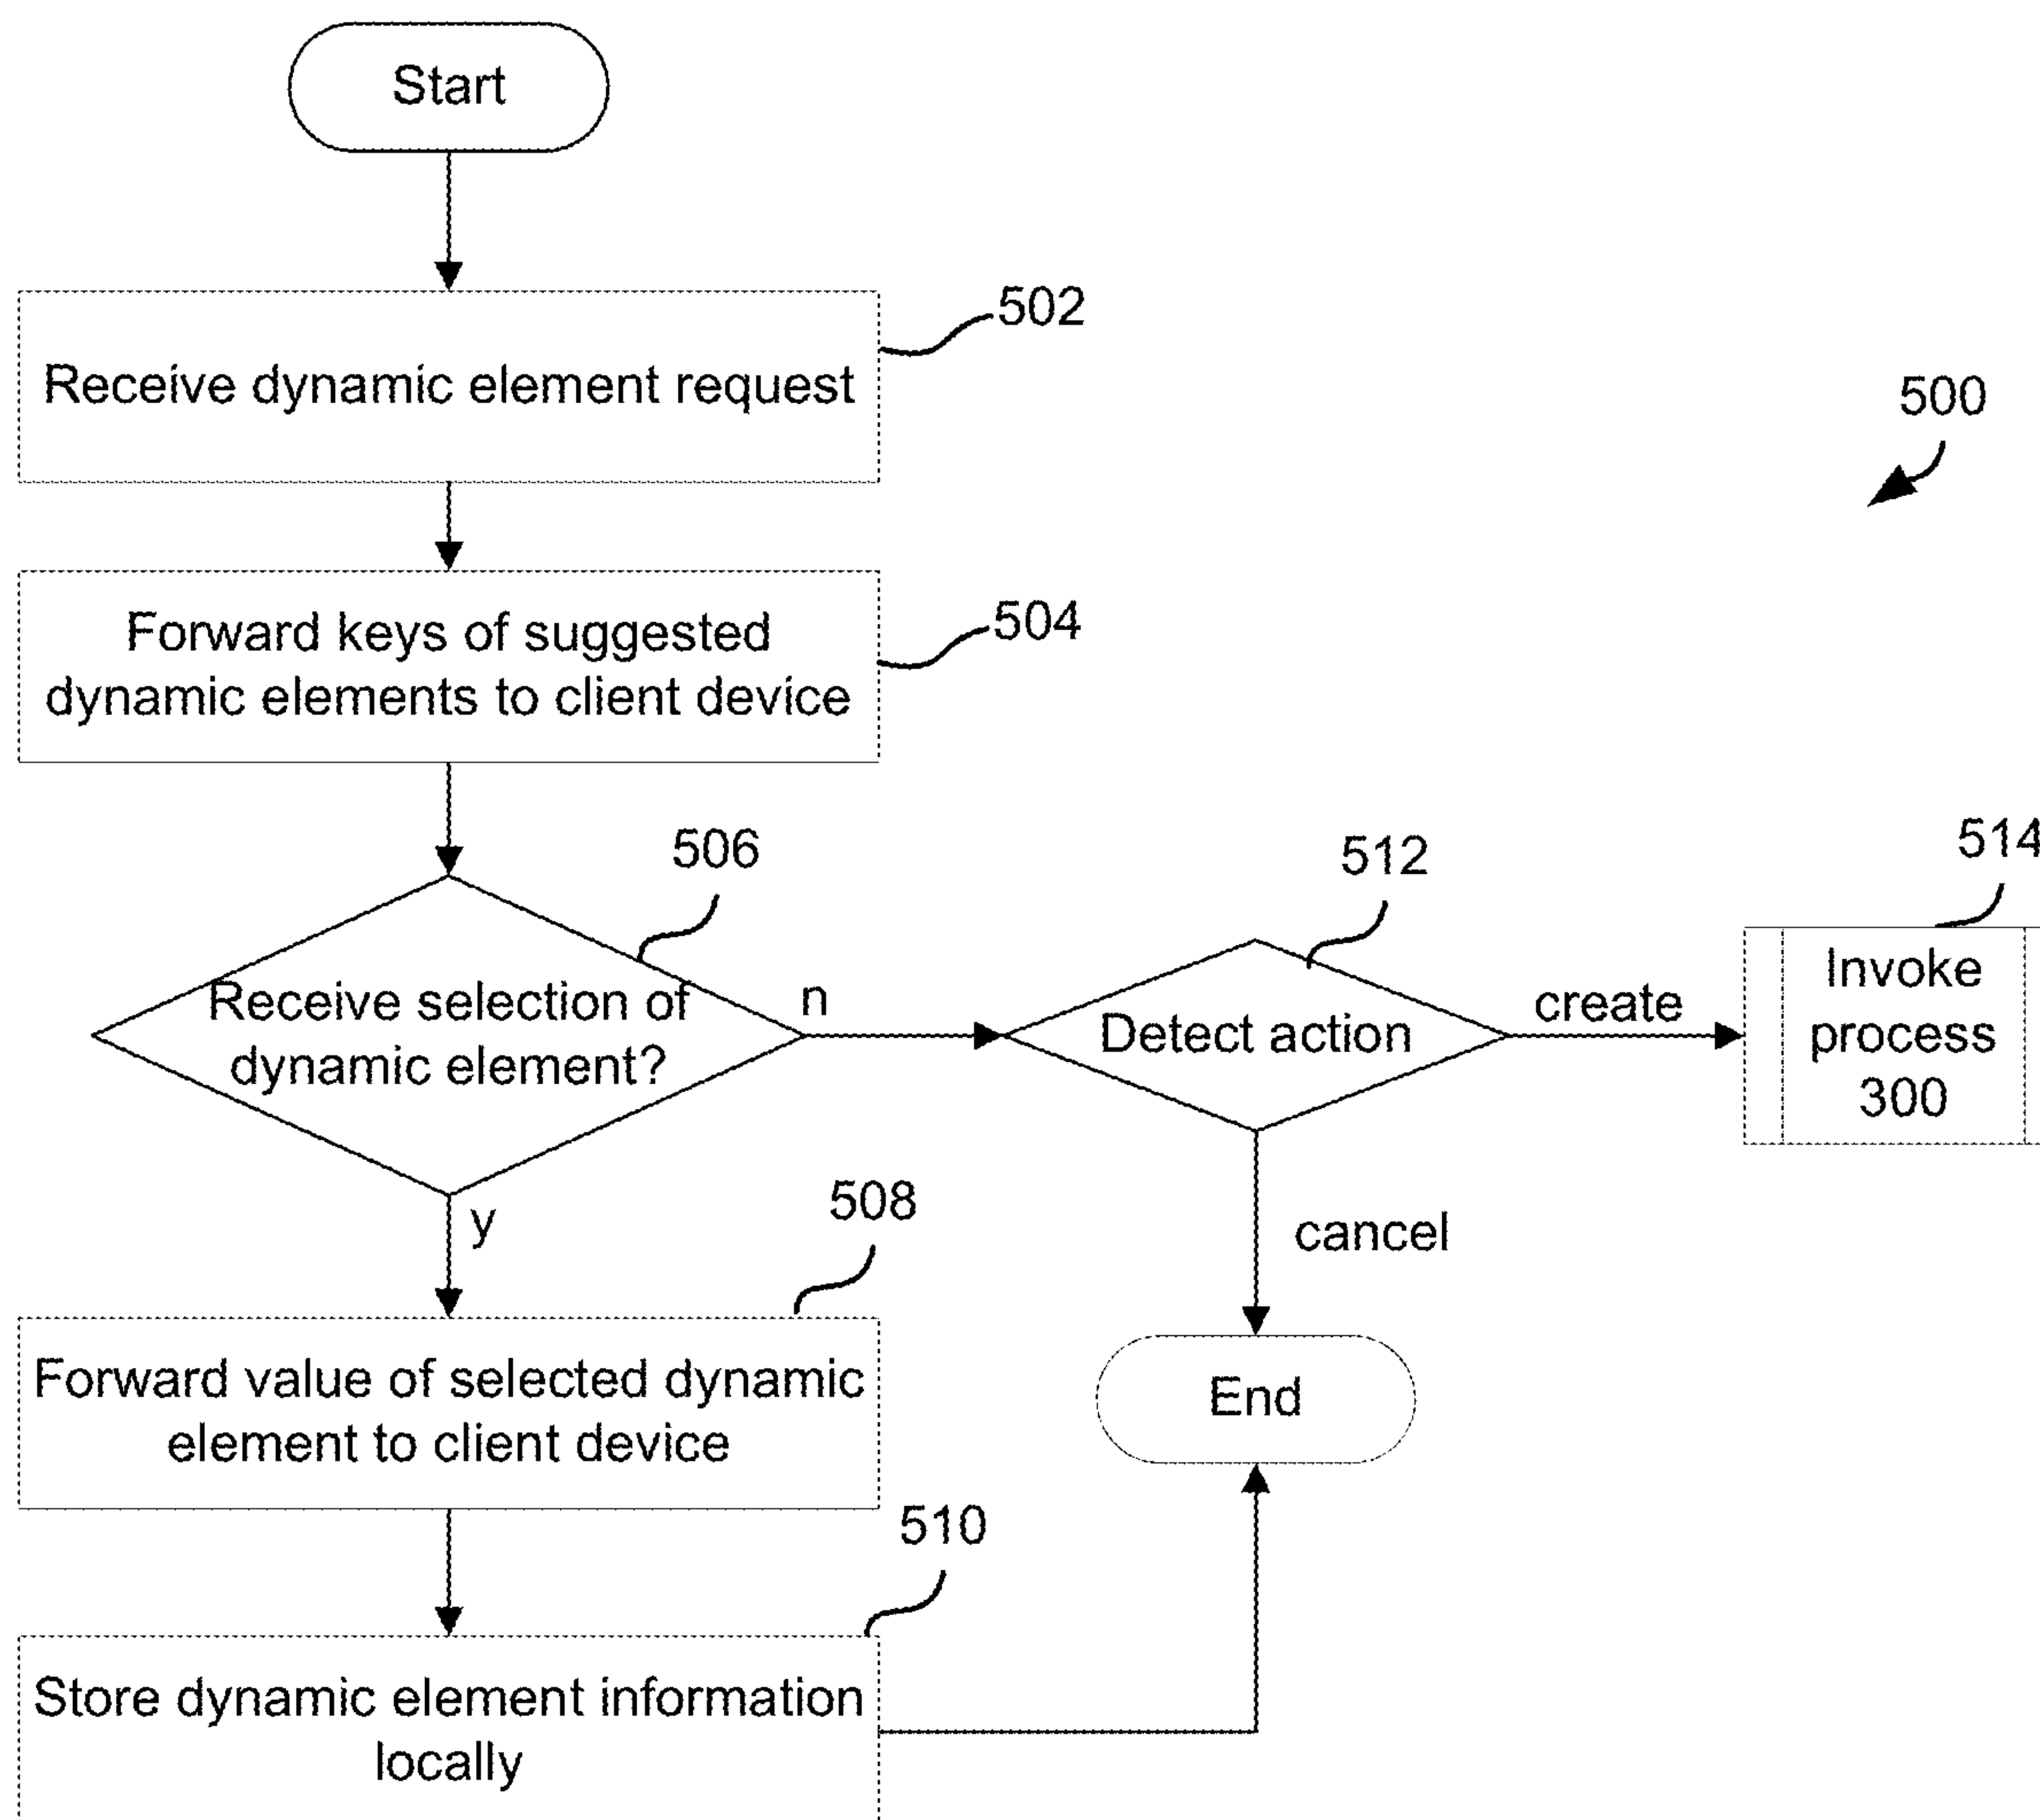 Start
502
Receive dynamic element request
500
504
Forward keys of suggested
dynamic elements to client device
506
512
514
Receive selection of
dynamic element?
n
Detect action
create
Invoke
process
300
y
508
cancel
Forward value of selected dynamic
element to client device
End
510
Store dynamic element information
locally